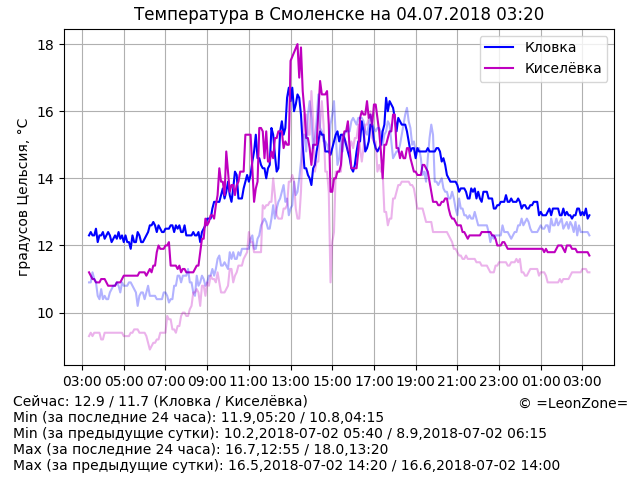 Температура в Смоленске на 04.07.2018 03:20
градусов Цельсия, °C
18
16
14
12
10
Кловка
Киселёвка
03:00 05:00 07:00 09:00 11:00 13:00 15:00 17:00 19:00 21:00 23:00 01:00 03:00
Сейчас: 12.9 / 11.7 (Кловка / Киселёвка)
© =LeonZone=
Min (за последние 24 часа): 11.9,05:20 / 10.8,04:15
Min (за предыдущие сутки): 10.2,2018-07-02 05:40 / 8.9,2018-07-02 06:15
Max (за последние 24 часа): 16.7,12:55 / 18.0,13:20
Max (за предыдущие сутки): 16.5,2018-07-02 14:20 / 16.6,2018-07-02 14:00